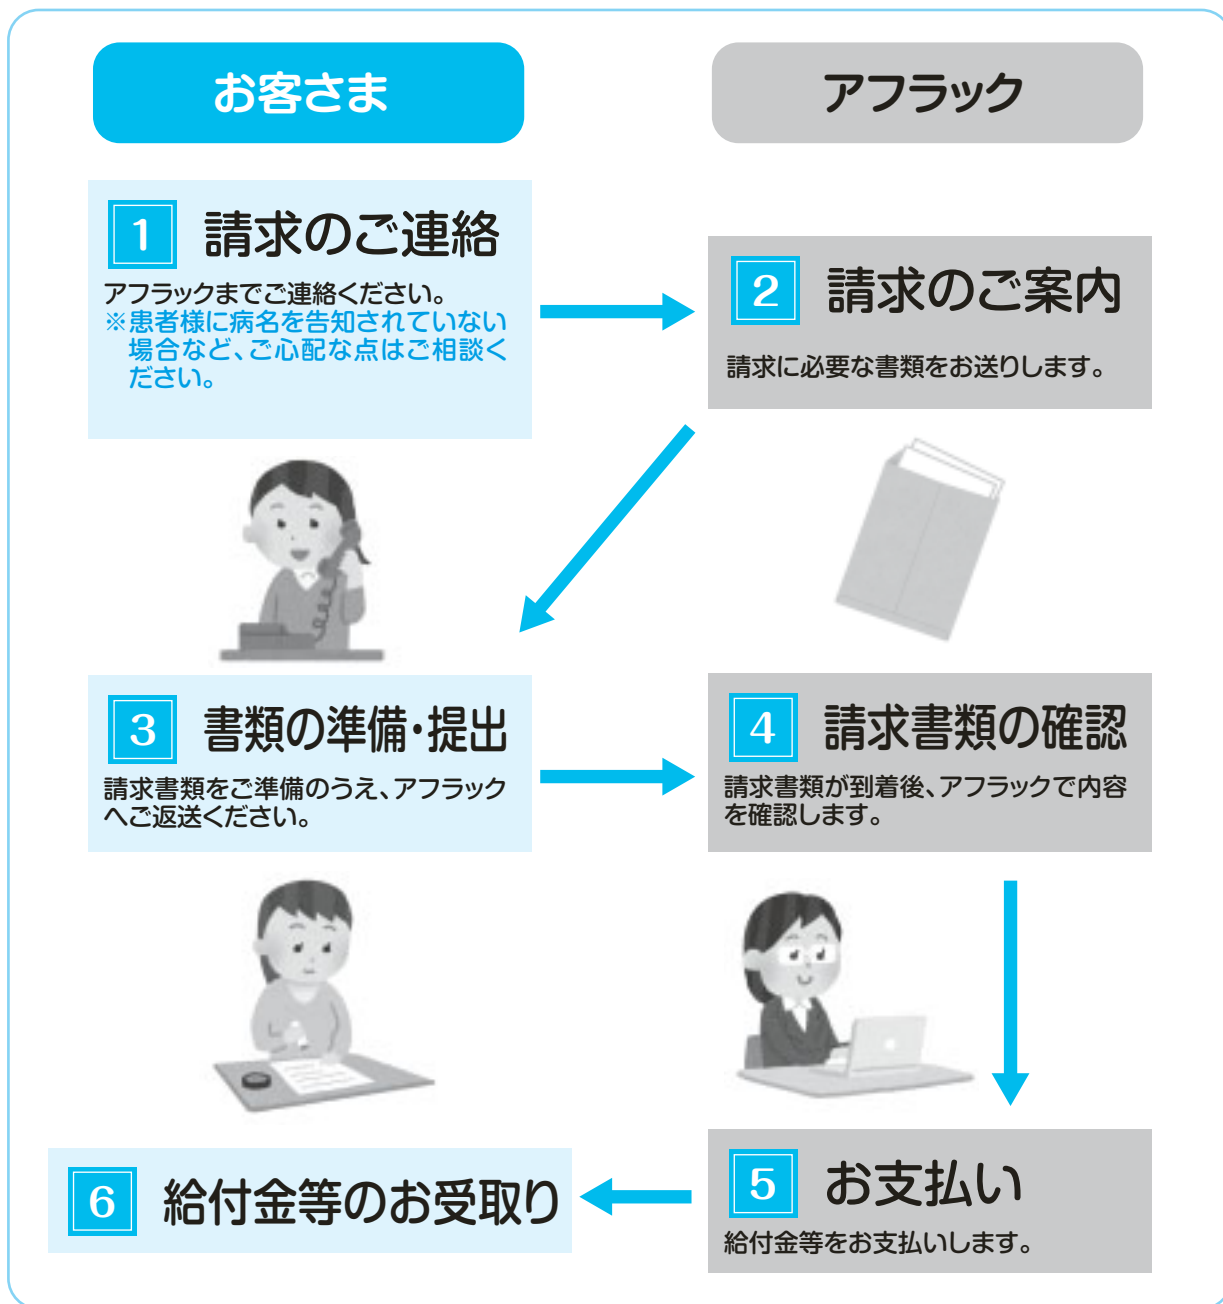 お客さま
アフラック
1 請求のご連絡
アフラックまでご連絡ください。
※患者様に病名を告知されていない
場合など、ご心配な点はご相談く
ださい。
2 請求のご案内
請求に必要な書類をお送りします。
3 書類の準備・提出
請求書類をご準備のうえ、アフラック
へご返送ください。
4 請求書類の確認
請求書類が到着後、アフラックで内容
を確認します。
5 お支払い
給付金等をお支払いします。
6 給付金等のお受取り